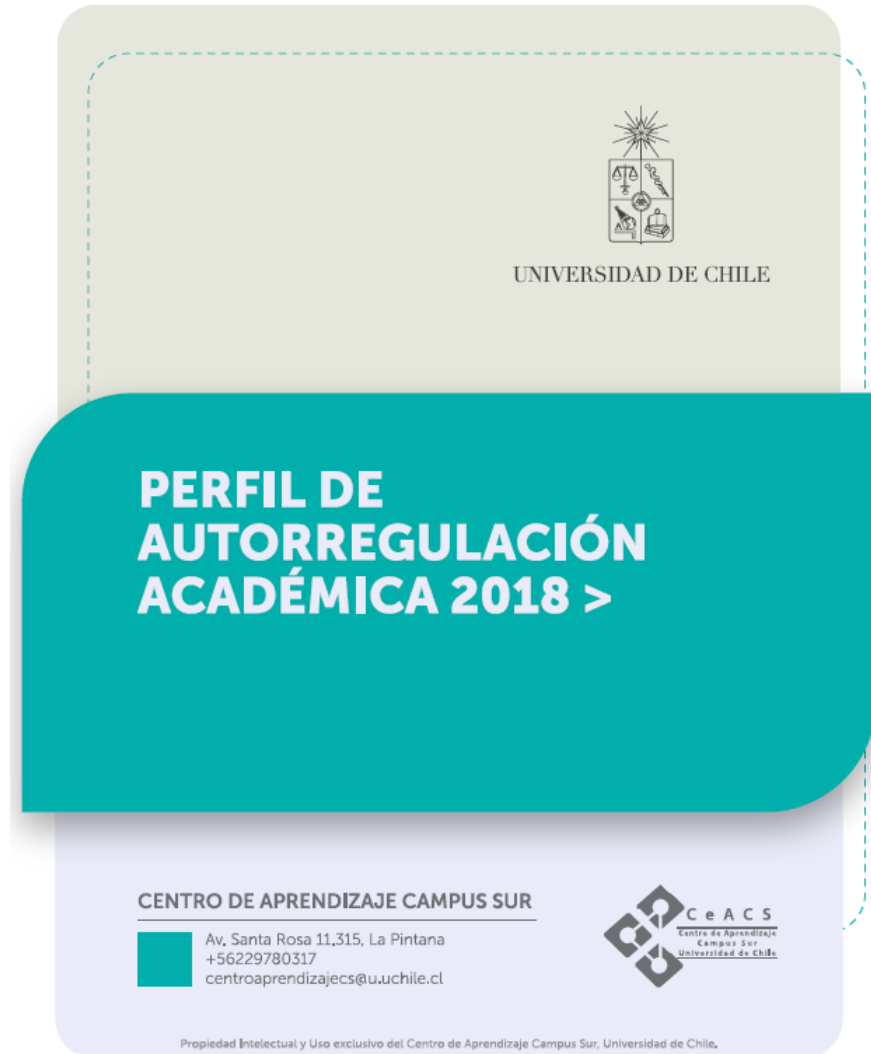 UNIVERSIDAD DE CHILE
PERFIL DE
AUTORREGULACIÓN
ACADÉMICA 2018 >
CENTRO DE APRENDIZAJE CAMPUS SUR
Av. Santa Rosa 11.315, La Pintana
+56229780317
centroaprendizajecs@u.uchile.cl
CeACS
Centro de Aprendizaje
Campus Sur
Universidad de Chile
Propiedad Intelectual y Uso exclusivo del Centro de Aprendizaje Campus Sur, Universidad de Chile.